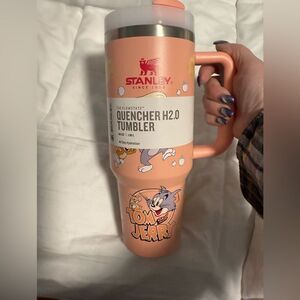 STANLEY
SINCE 1913
THE FLOWSTATE™
QUENCHER H2.0
TUMBLER
TOM
AND
JERRY